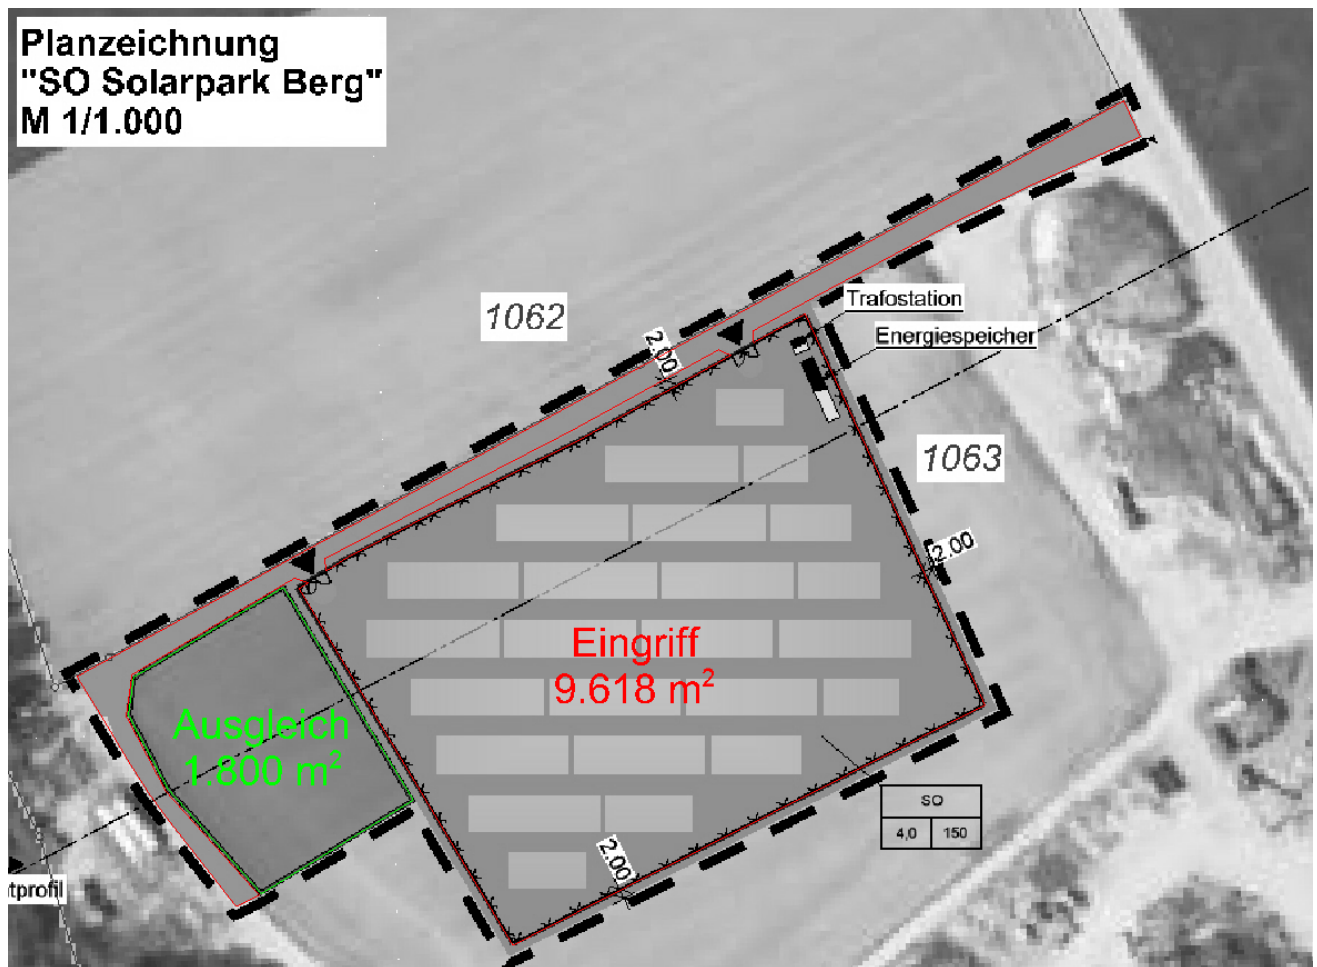 Planzeichnung
"SO Solarpark Berg"
M 1/1.000
1062
2.00
Trafostation
Energiespeicher
1063
2.00
Eingriff
9.618 m²
Ausgleich
1.800 m²
SO
4,0 150
2.00
tprofil